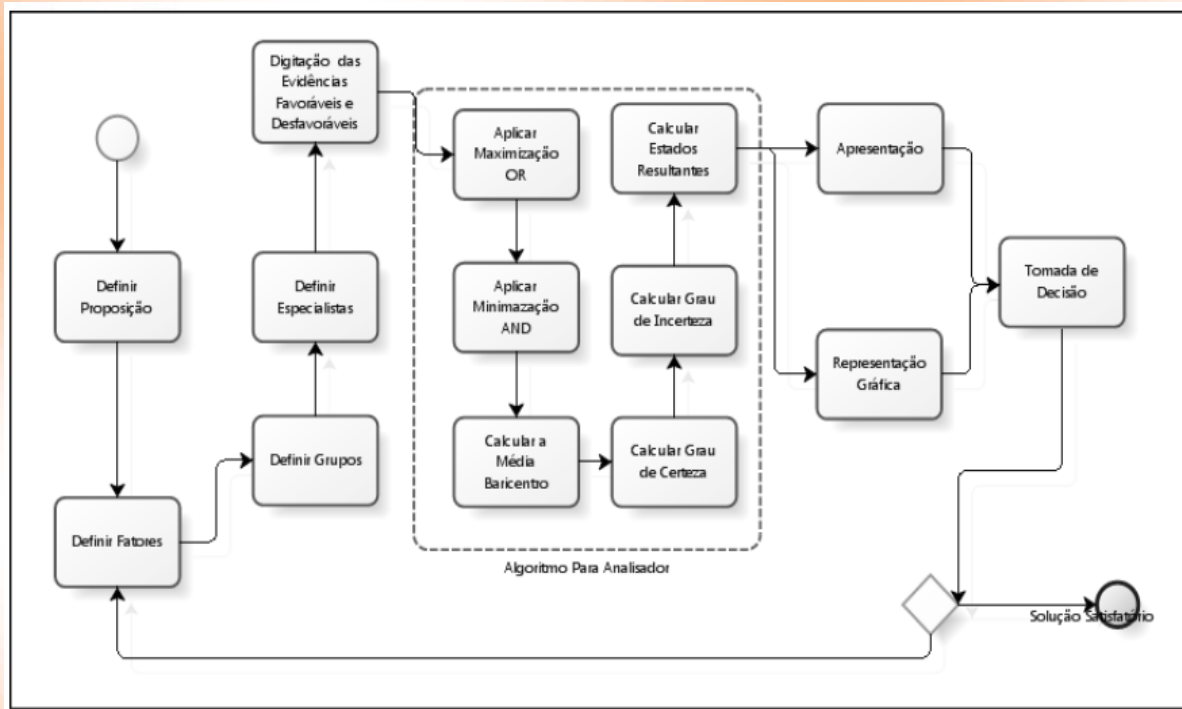 Definir
Proposição
Definir Fatores
Definir Grupos
Definir
Especialistas
Digitação das
Evidências
Favoráveis e
Desfavoráveis
Aplicar
Maximização
OR
Aplicar
Minimazação
AND
Calcular a
Média
Baricentro
Calcular Grau
de Certeza
Calcular Grau
de Incerteza
Calcular
Estados
Resultantes
Algoritmo Para Analisador
Apresentação
Representação
Gráfica
Tomada de
Decisão
Solução Satisfatório